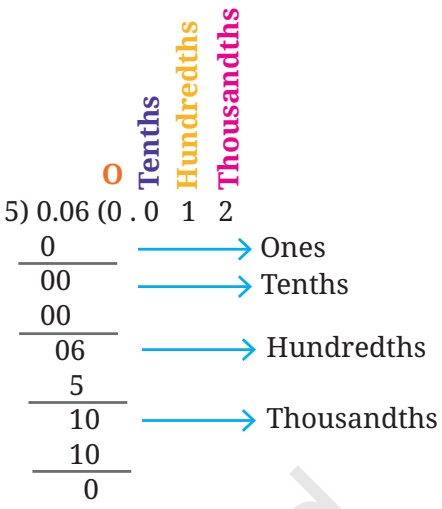 O Tenths Hundredths Thousandths
5) 0.06 (0 . 0 1 2
0 Ones
00 Tenths
00
06 Hundredths
5
10 Thousandths
10
0